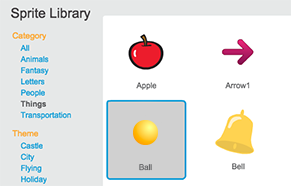 Sprite Library
Category
All
Animals
Fantasy
Letters
People
Things
Transportation
Theme
Castle
City
Flying
Holiday
Apple
Arrow1
Ball
Bell